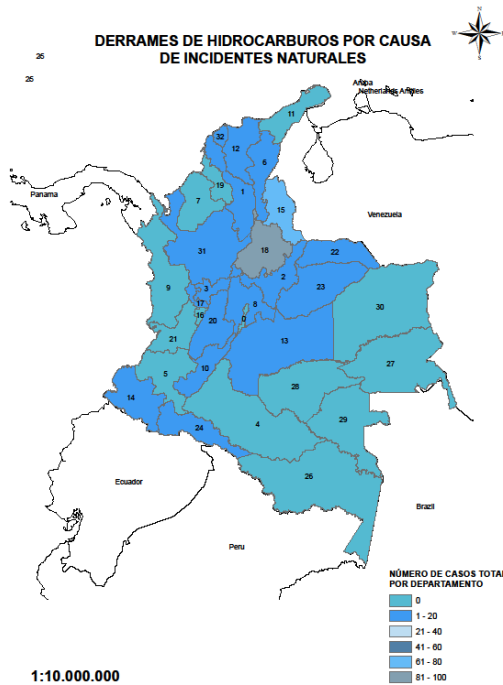 DERRAMES DE HIDROCARBUROS POR CAUSA
DE INCIDENTES NATURALES
N
25
25
Aruba
Netherlands Antilles
11
32
12
6
Panama
19
1
7
15
Venezuela
18
31
22
2
3
23
9
17
8
30
16
0
20
21
13
27
10
5
28
14
29
4
24
26
Ecuador
Brazil
Peru
NÚMERO DE CASOS TOTAL
POR DEPARTAMENTO
0
1 - 20
21 - 40
41 - 60
61 - 80
81 - 100
1:10.000.000